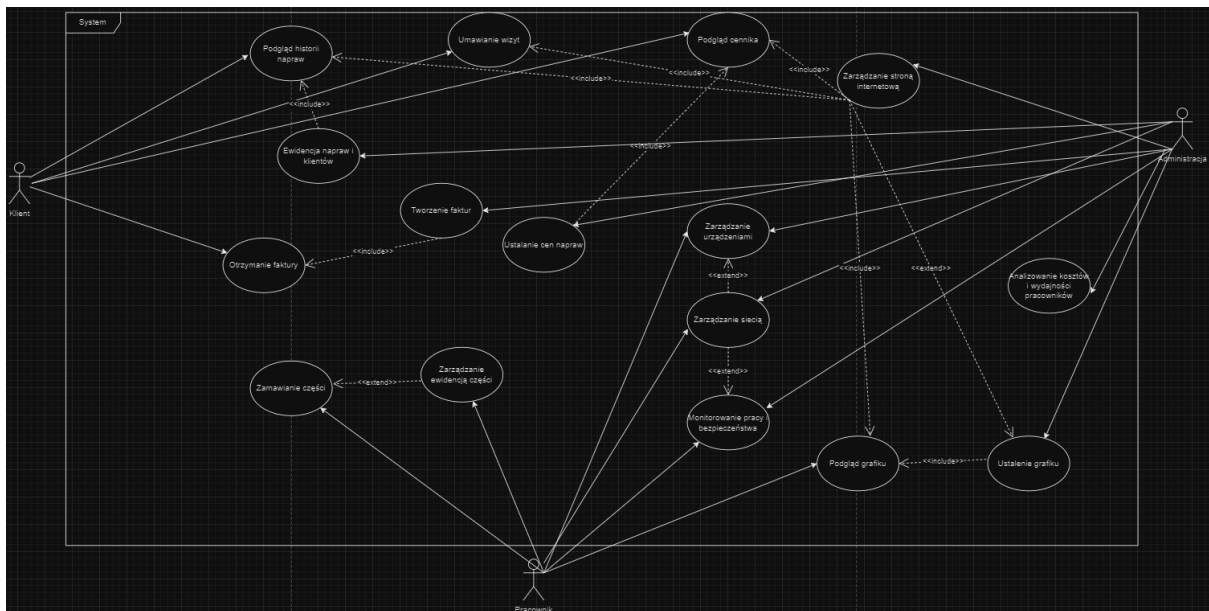 System
Podgląd historii
napraw
Umawianie wizyt
Podgląd cennika
Zarządzanie stroną
internetową
<<include>>
<<include>>
<<include>>
<<include>>
Ewidencja napraw i
klientów
<<include>>
Administracja
Klient
Tworzenie faktur
Ustalanie cen napraw
Zarządzanie
urządzeniami
<<include>>
Otrzymanie faktury
<<extend>>
<<include>>
<<extend>>
Analizowanie kosztów
i wydajności
pracowników
Zarządzanie siecią
<<extend>>
Zamawianie części
<<extend>>
Zarządzanie
ewidencją części
Monitorowanie pracy i
bezpieczeństwa
Podgląd grafiku
<<include>>
Ustalenie grafiku
Pracownik